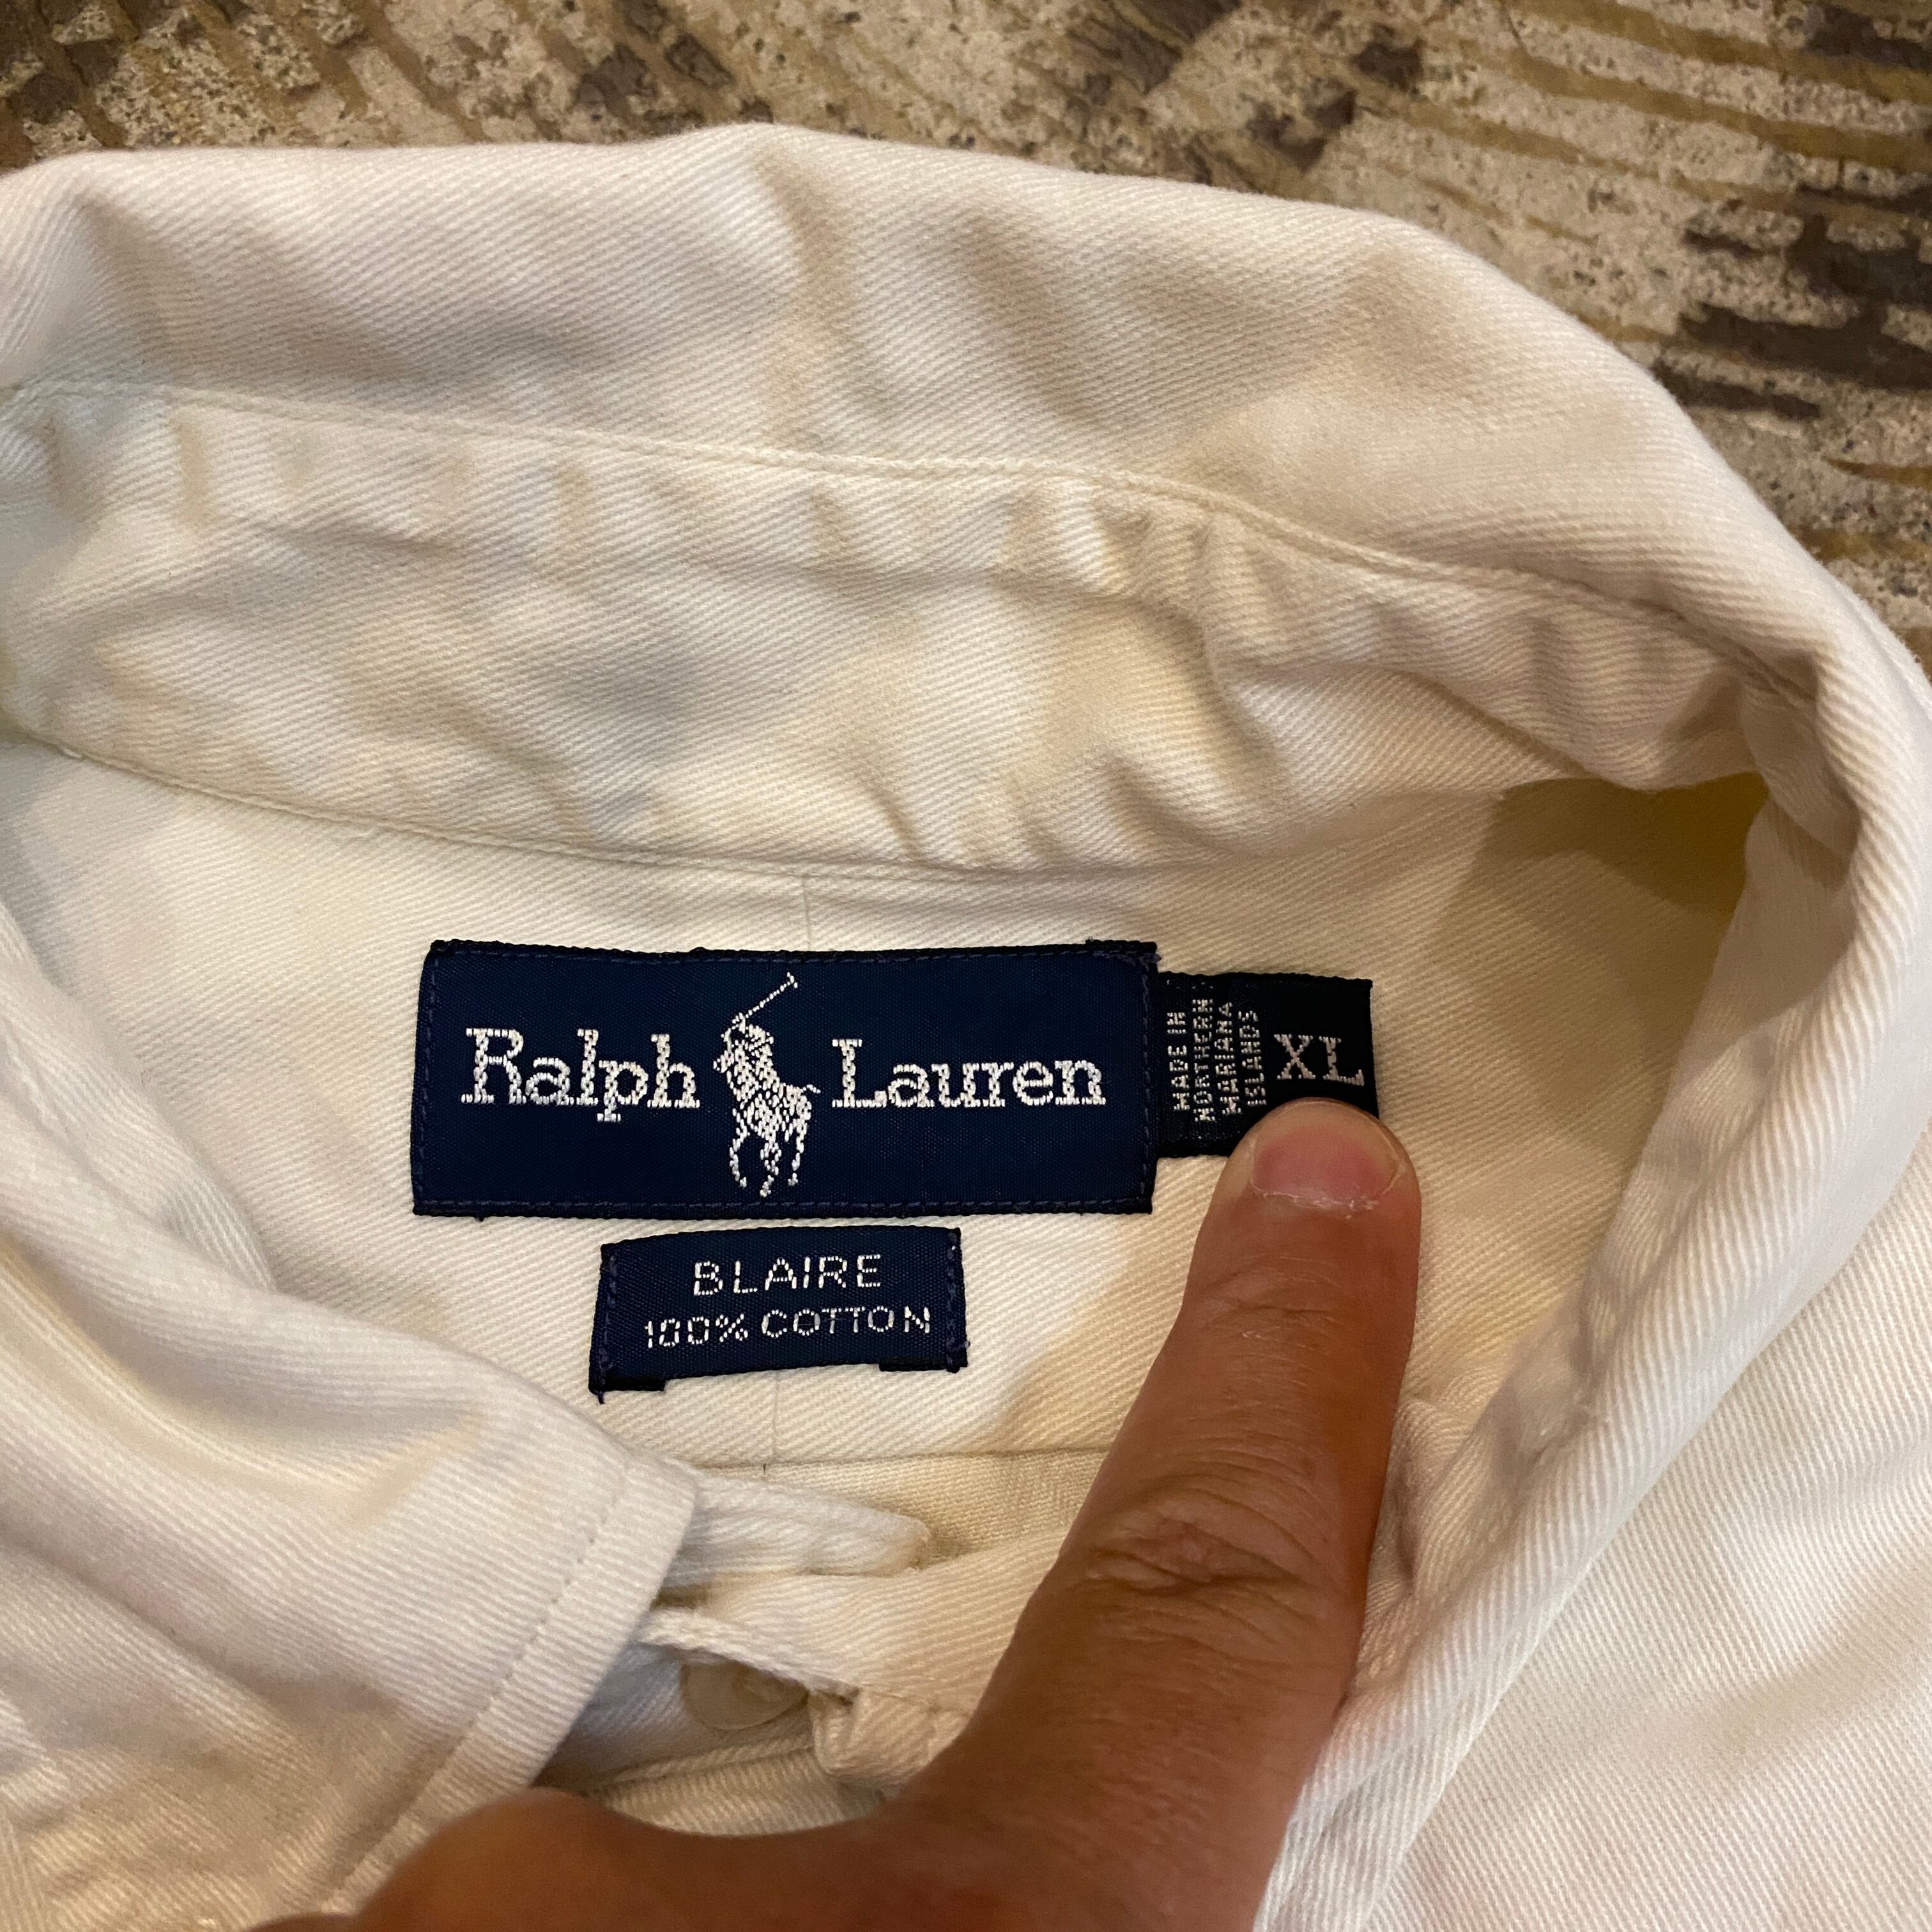 Ralph Lauren
MADE IN
NORTHERN
MARIANA
ISLANDS
XL
BLAIRE
100% COTTON